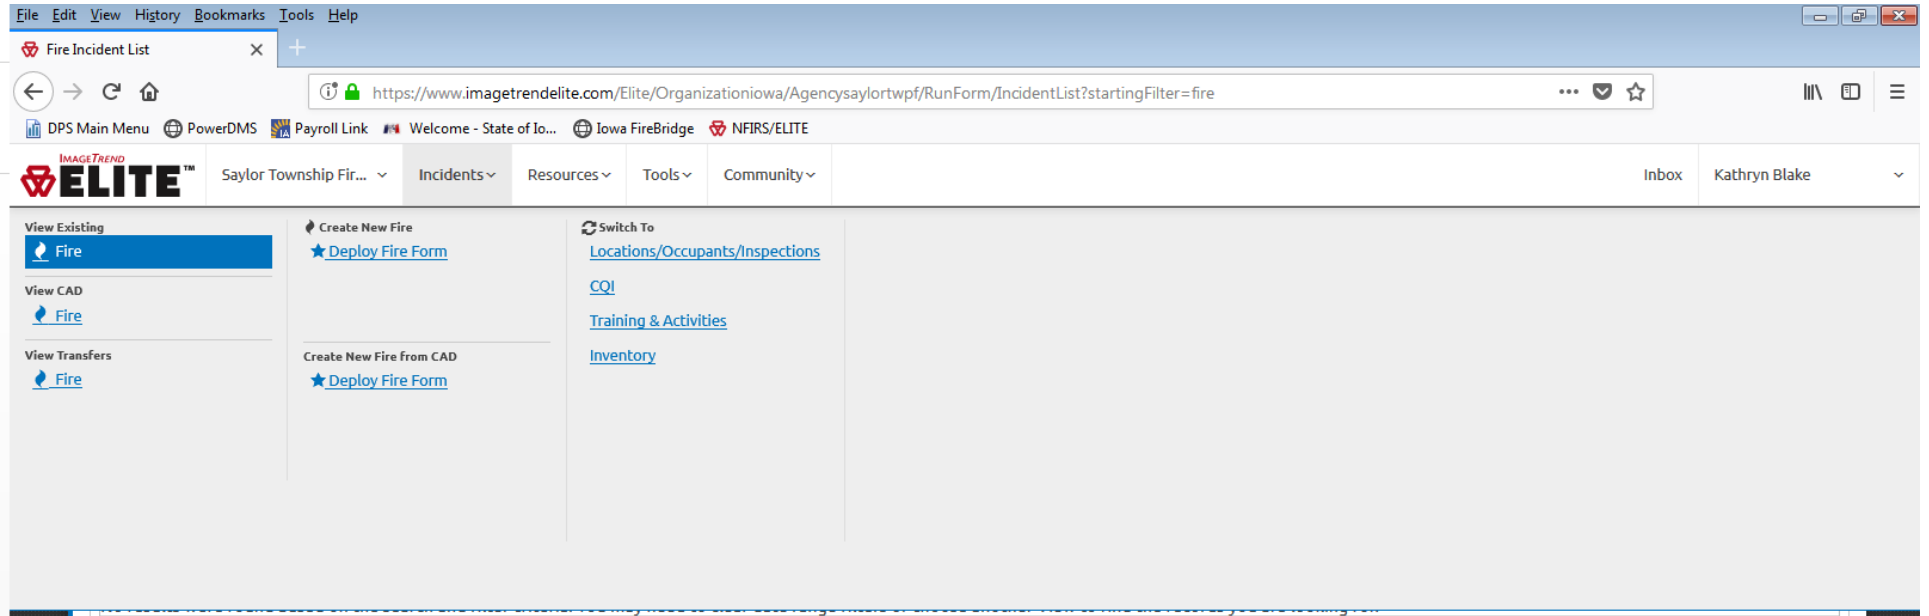 File Edit View History Bookmarks Tools Help
Fire Incident List
https://www.imagetrendelite.com/Elite/Organizationiowa/Agencysaylortwpf/RunForm/IncidentList?startingFilter=fire
DPS Main Menu PowerDMS Payroll Link Welcome - State of Io... Iowa FireBridge NFIRS/ELITE
IMAGETREND
ELITE™ Saylor Township Fir... Incidents Resources Tools Community Inbox Kathryn Blake
View Existing
Fire
View CAD
Fire
View Transfers
Fire
Create New Fire
Deploy Fire Form
Create New Fire from CAD
Deploy Fire Form
Switch To
Locations/Occupants/Inspections
CQI
Training & Activities
Inventory